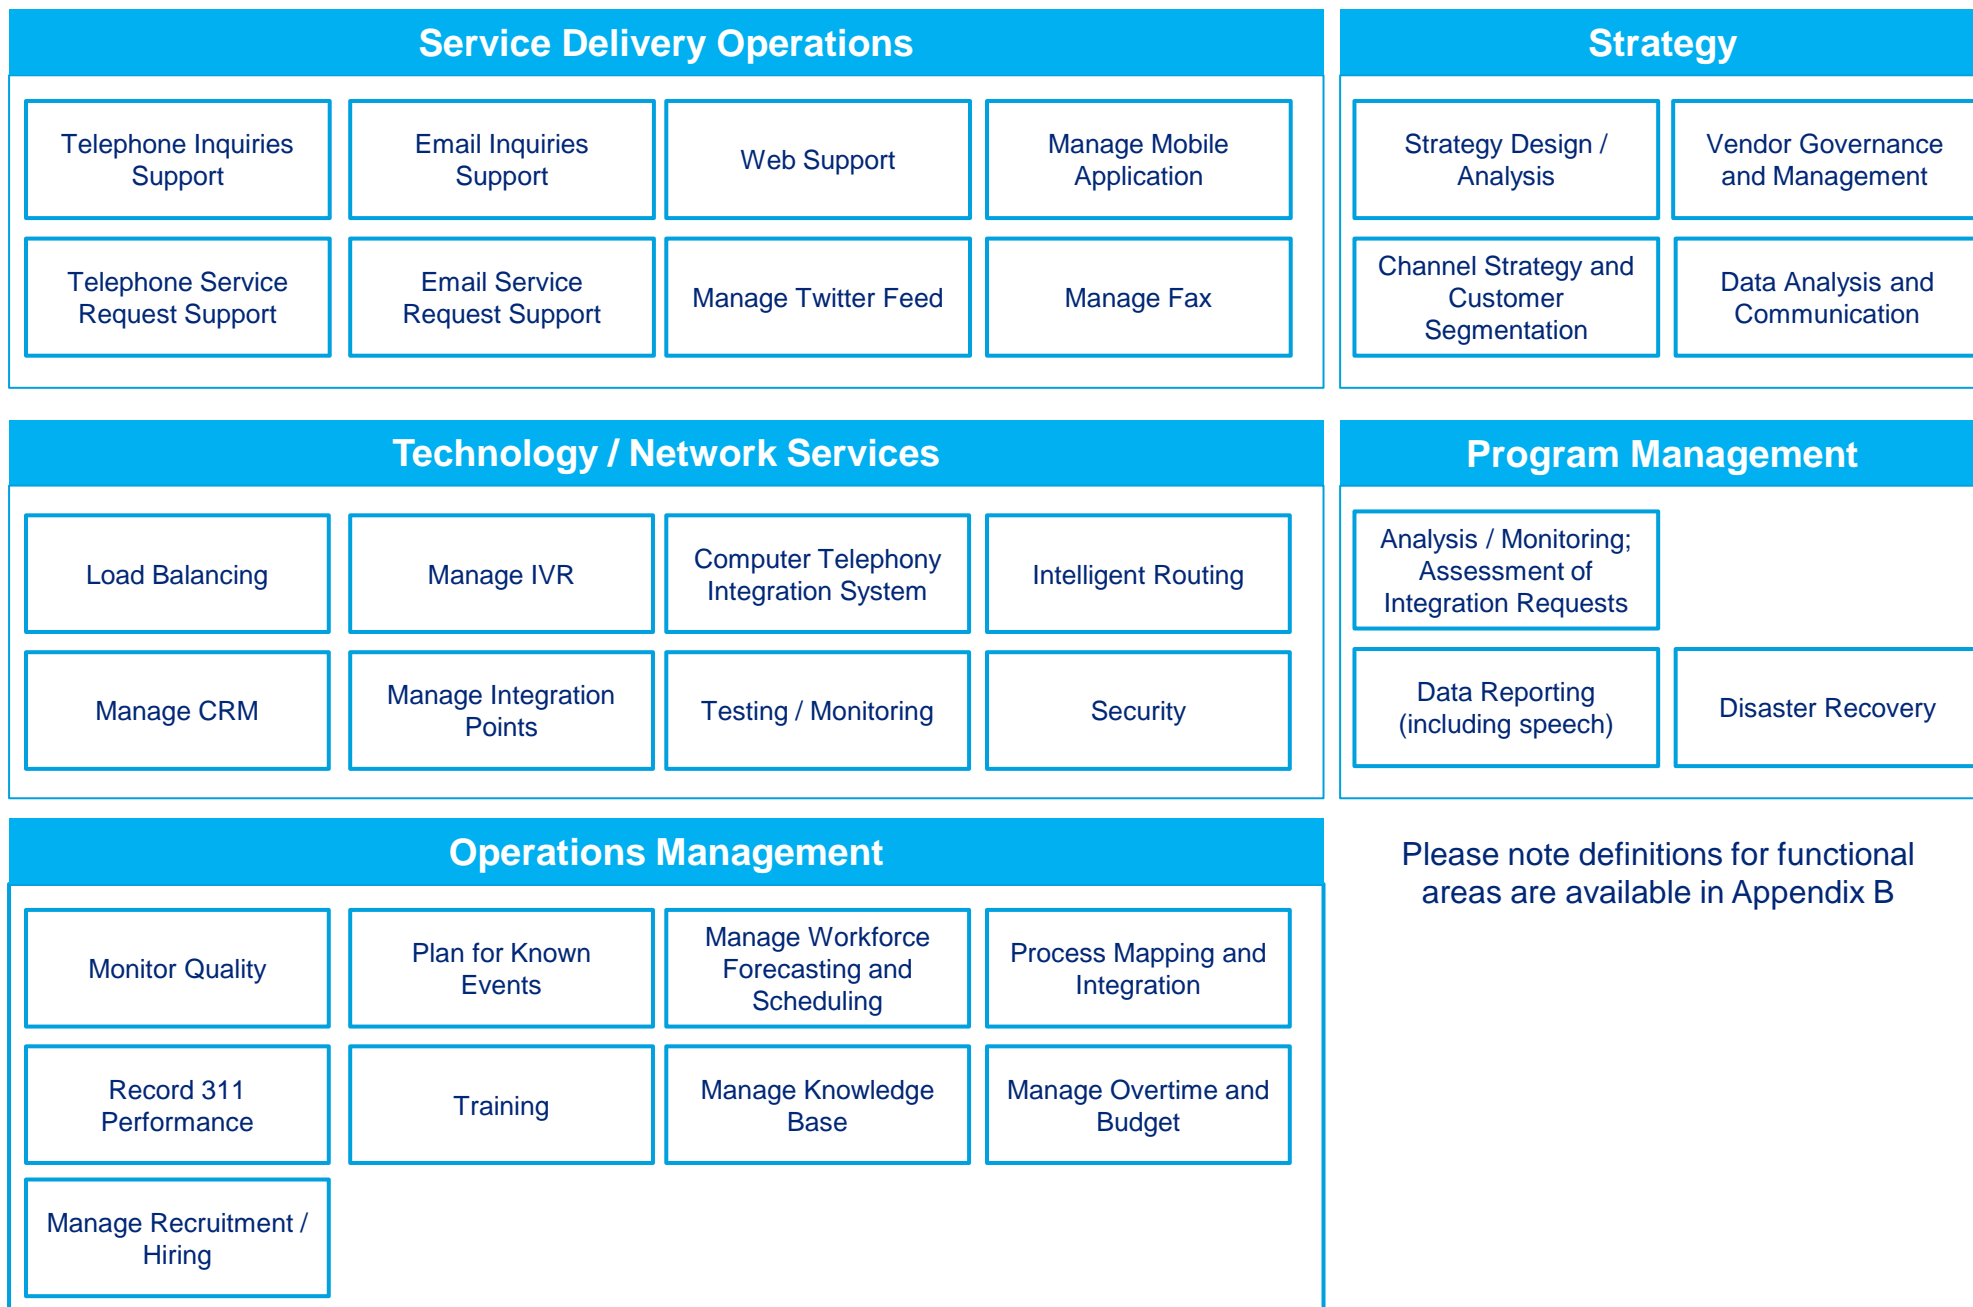 Service Delivery Operations
Telephone Inquiries
Support
Email Inquiries
Support
Web Support
Manage Mobile
Application
Telephone Service
Request Support
Email Service
Request Support
Manage Twitter Feed
Manage Fax
Strategy
Strategy Design /
Analysis
Vendor Governance
and Management
Channel Strategy and
Customer
Segmentation
Data Analysis and
Communication
Technology / Network Services
Load Balancing
Manage IVR
Computer Telephony
Integration System
Intelligent Routing
Manage CRM
Manage Integration
Points
Testing / Monitoring
Security
Program Management
Analysis / Monitoring;
Assessment of
Integration Requests
Data Reporting
(including speech)
Disaster Recovery
Operations Management
Monitor Quality
Plan for Known
Events
Manage Workforce
Forecasting and
Scheduling
Process Mapping and
Integration
Record 311
Performance
Training
Manage Knowledge
Base
Manage Overtime and
Budget
Manage Recruitment /
Hiring
Please note definitions for functional
areas are available in Appendix B